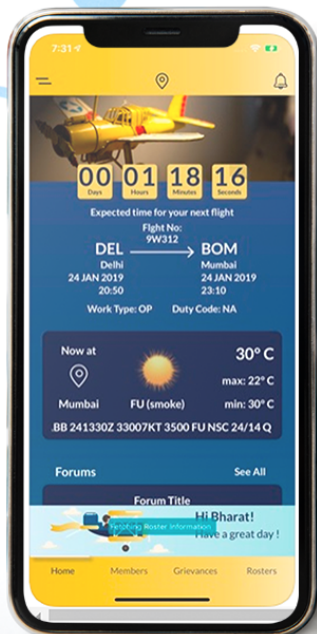 7:31
00 01 18 16
Days Hours Minutes Seconds
Expected time for your next flight
Flght No:
9W312
DEL BOM
Delhi Mumbai
24 JAN 2019 24 JAN 2019
20:50 23:10
Work Type: OP Duty Code: NA
Now at 30° C
max: 22° C
Mumbai FU (smoke) min: 30° C
.BB 241330Z 33007KT 3500 FU NSC 24/14 Q
Forums See All
Forum Title
Hi Bharat!
Fetching Roster Information
Have a great day !
Home Members Grievances Rosters